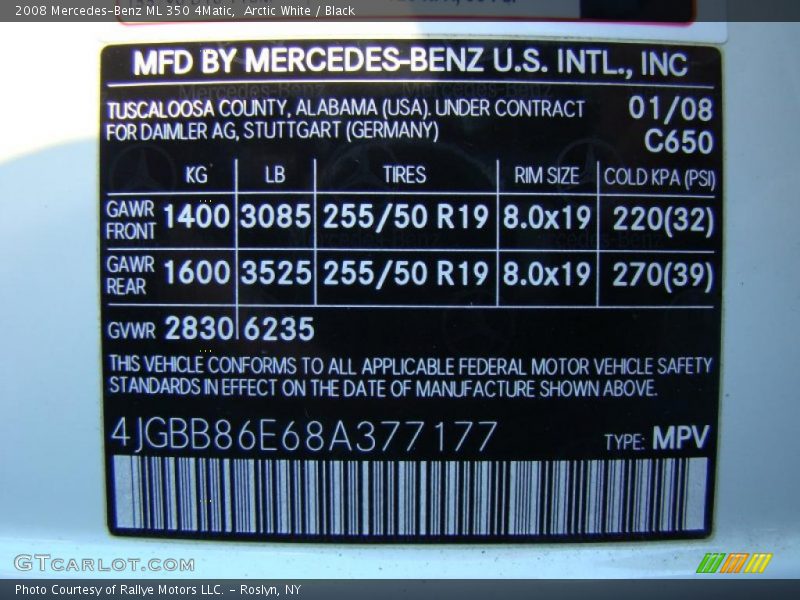 2008 Mercedes-Benz ML 350 4Matic,  Arctic White / Black
MFD BY MERCEDES-BENZ U.S. INTL., INC
TUSCALOOSA COUNTY, ALABAMA (USA). UNDER CONTRACT 01/08
FOR DAIMLER AG, STUTTGART (GERMANY) C650
KG LB TIRES RIM SIZE COLD KPA (PSI)
GAWR FRONT 1400 3085 255/50 R19 8.0x19 220(32)
GAWR REAR 1600 3525 255/50 R19 8.0x19 270(39)
GVWR 2830 6235
THIS VEHICLE CONFORMS TO ALL APPLICABLE FEDERAL MOTOR VEHICLE SAFETY
STANDARDS IN EFFECT ON THE DATE OF MANUFACTURE SHOWN ABOVE.
4JGBB86E68A377177 TYPE: MPV
GTCARLOT.COM
Photo Courtesy of Rallye Motors LLC. - Roslyn, NY